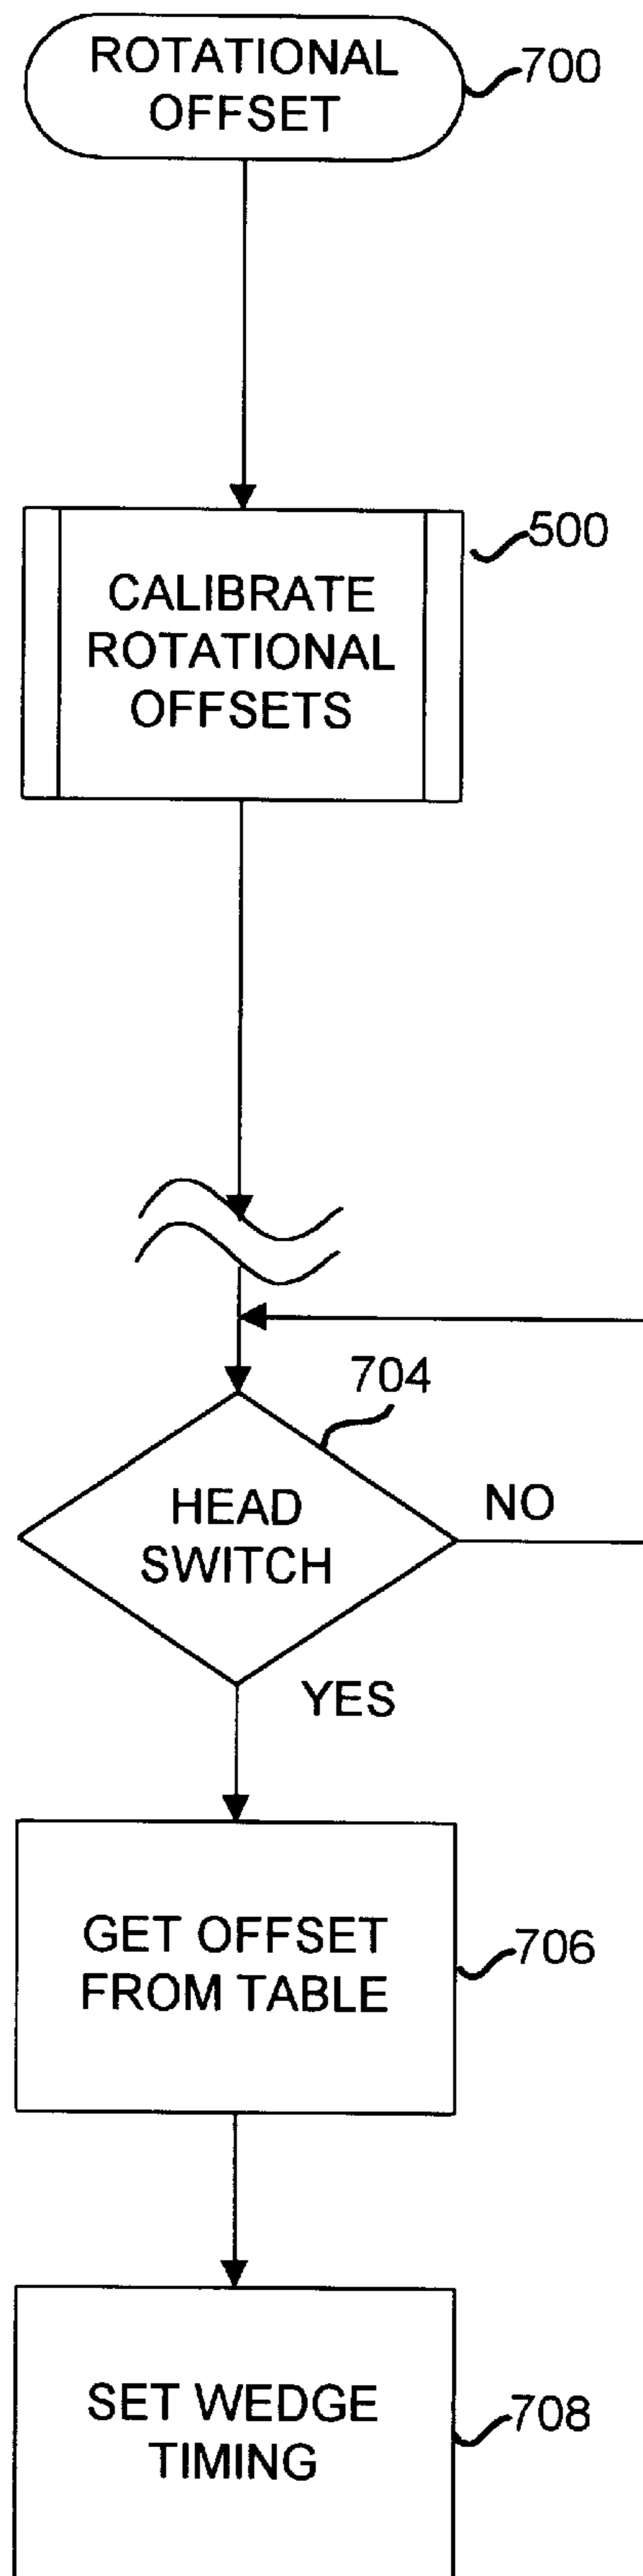 ROTATIONAL
OFFSET
700
500
CALIBRATE
ROTATIONAL
OFFSETS
704
HEAD
SWITCH
NO
YES
GET OFFSET
FROM TABLE
706
SET WEDGE
TIMING
708